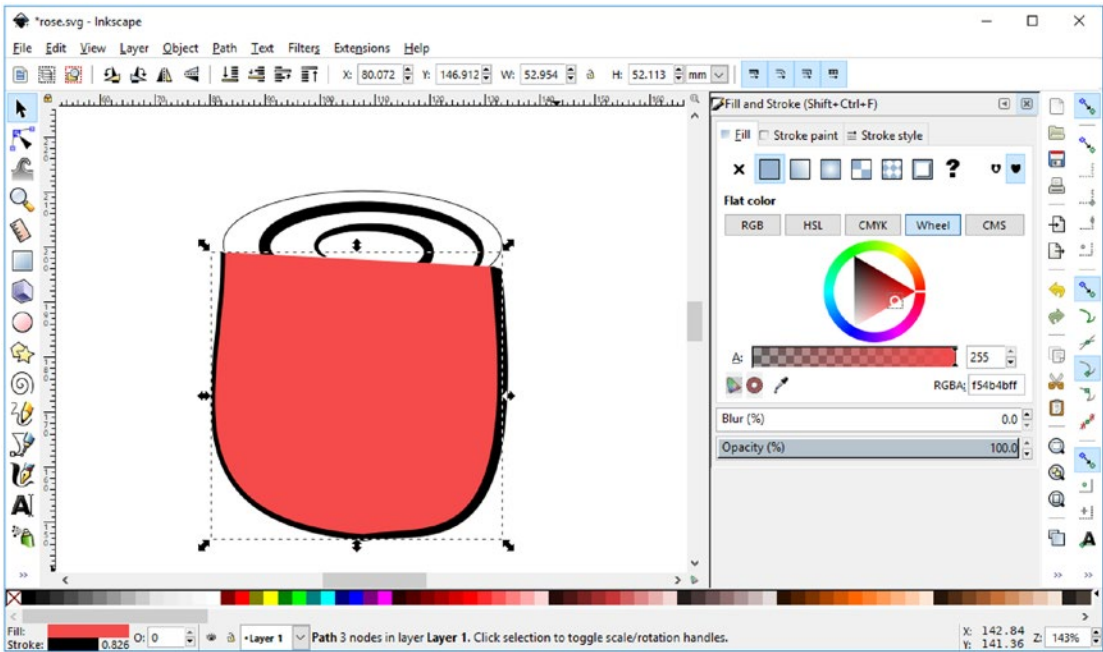 *rose.svg - Inkscape
File Edit View Layer Object Path Text Filters Extensions Help
X: 80.072 Y: 146.912 W: 52.954 H: 52.113 mm
Fill and Stroke (Shift+Ctrl+F)
Fill Stroke paint Stroke style
?
Flat color
RGB HSL CMYK Wheel CMS
A: 255
RGBA: f54b4bff
Blur (%) 0.0
Opacity (%) 100.0
Fill:
Stroke: 0.826 O: 0 •Layer 1 Path 3 nodes in layer Layer 1. Click selection to toggle scale/rotation handles.
X: 142.84
Y: 141.36 Z: 143%